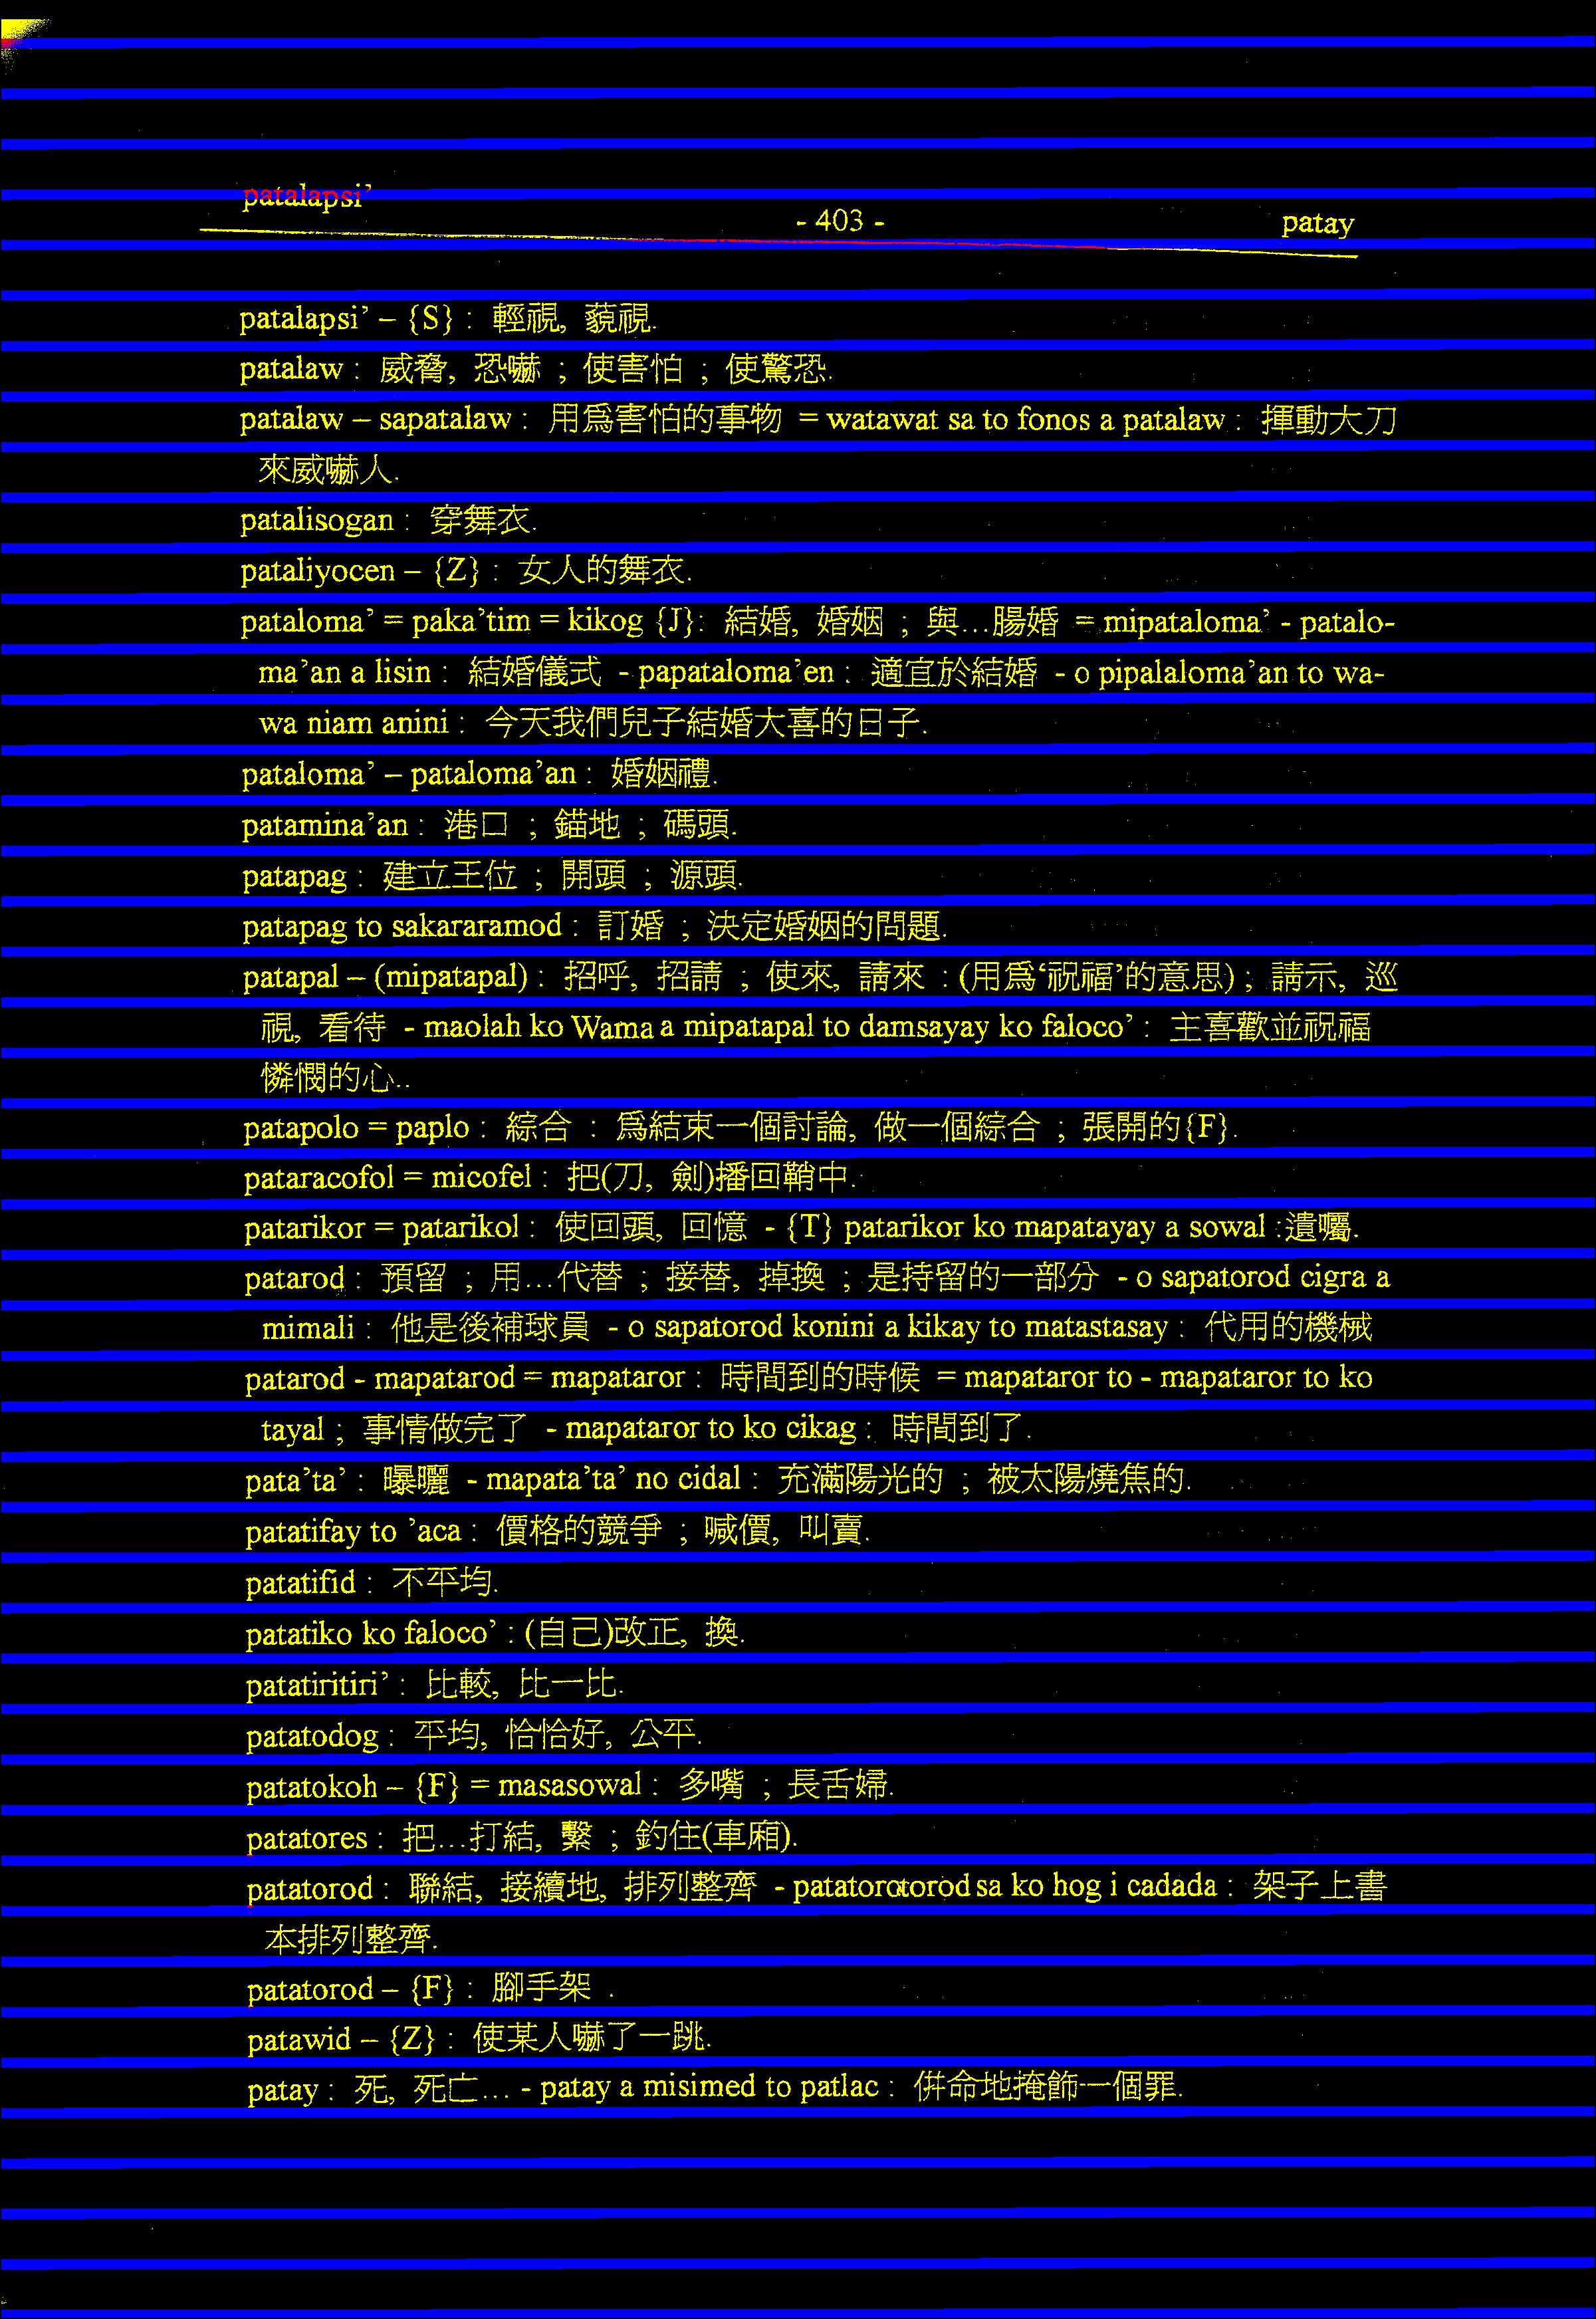 patalapsi’
- 403 -
patay
patalapsi’ – {S} : 輕視, 藐視.
patalaw : 威脅, 恐嚇 ; 使害怕 ; 使驚恐.
patalaw – sapatalaw : 用爲害怕的事物 = watawat sa to fonos a patalaw : 揮動大刀
來威嚇人.
patalisogan : 穿舞衣.
pataliyocen – {Z} : 女人的舞衣.
pataloma’ = paka’tim = kikog {J}: 結婚, 婚姻 ; 與...腸婚 = mipataloma’ - patalo-
ma’an a lisin : 結婚儀式 - papataloma’en : 適宜於結婚 - o pipalaloma’an to wa-
wa niam anini : 今天我們兒子結婚大喜的日子.
pataloma’ – pataloma’an : 婚姻禮.
patamina’an : 港口 ; 錨地 ; 碼頭.
patapag : 建立王位 ; 開頭 ; 源頭.
patapag to sakararamod : 訂婚 ; 決定婚姻的問題.
patapal – (mipatapal) : 招呼, 招請 ; 使來, 請來 : (用爲‘祝福’的意思) ; 請示, 巡
視, 看待 - maolah ko Wama a mipatapal to damsayay ko faloco’ : 主喜歡並祝福
憐憫的心..
patapolo = paplo : 綜合 : 爲結束一個討論, 做一個綜合 ; 張開的{F}.
pataracofol = micofel : 把(刀, 劍)播回鞘中.
patarikor = patarikol : 使回頭, 回憶 - {T} patarikor ko mapatayay a sowal :遺囑.
patarod : 預留 ; 用...代替 ; 接替, 掉換 ; 是持留的一部分 - o sapatorod cigra a
mimali : 他是後補球員 - o sapatorod konini a kikay to matastasay : 代用的機械
patarod - mapatarod = mapataror : 時間到的時候 = mapataror to - mapataror to ko
tayal ; 事情做完了 - mapataror to ko cikag : 時間到了.
pata’ta’ : 曝曬 - mapata’ta’ no cidal : 充滿陽光的 ; 被太陽燒焦的.
patatifay to ’aca : 價格的競爭 ; 喊價, 叫賣.
patatifid : 不平均.
patatiko ko faloco’ : (自己)改正, 換.
patatiritiri’ : 比較, 比一比.
patatodog : 平均, 恰恰好, 公平.
patatokoh – {F} = masasowal : 多嘴 ; 長舌婦.
patatores : 把...打結, 繫 ; 釣住(車廂).
patatorod : 聯結, 接續地, 排列整齊 - patatorotorod sa ko hog i cadada : 架子上書
本排列整齊.
patatorod – {F} : 腳手架 .
patawid – {Z} : 使某人嚇了一跳.
patay : 死, 死亡... - patay a misimed to patlac : 併命地掩飾一個罪.